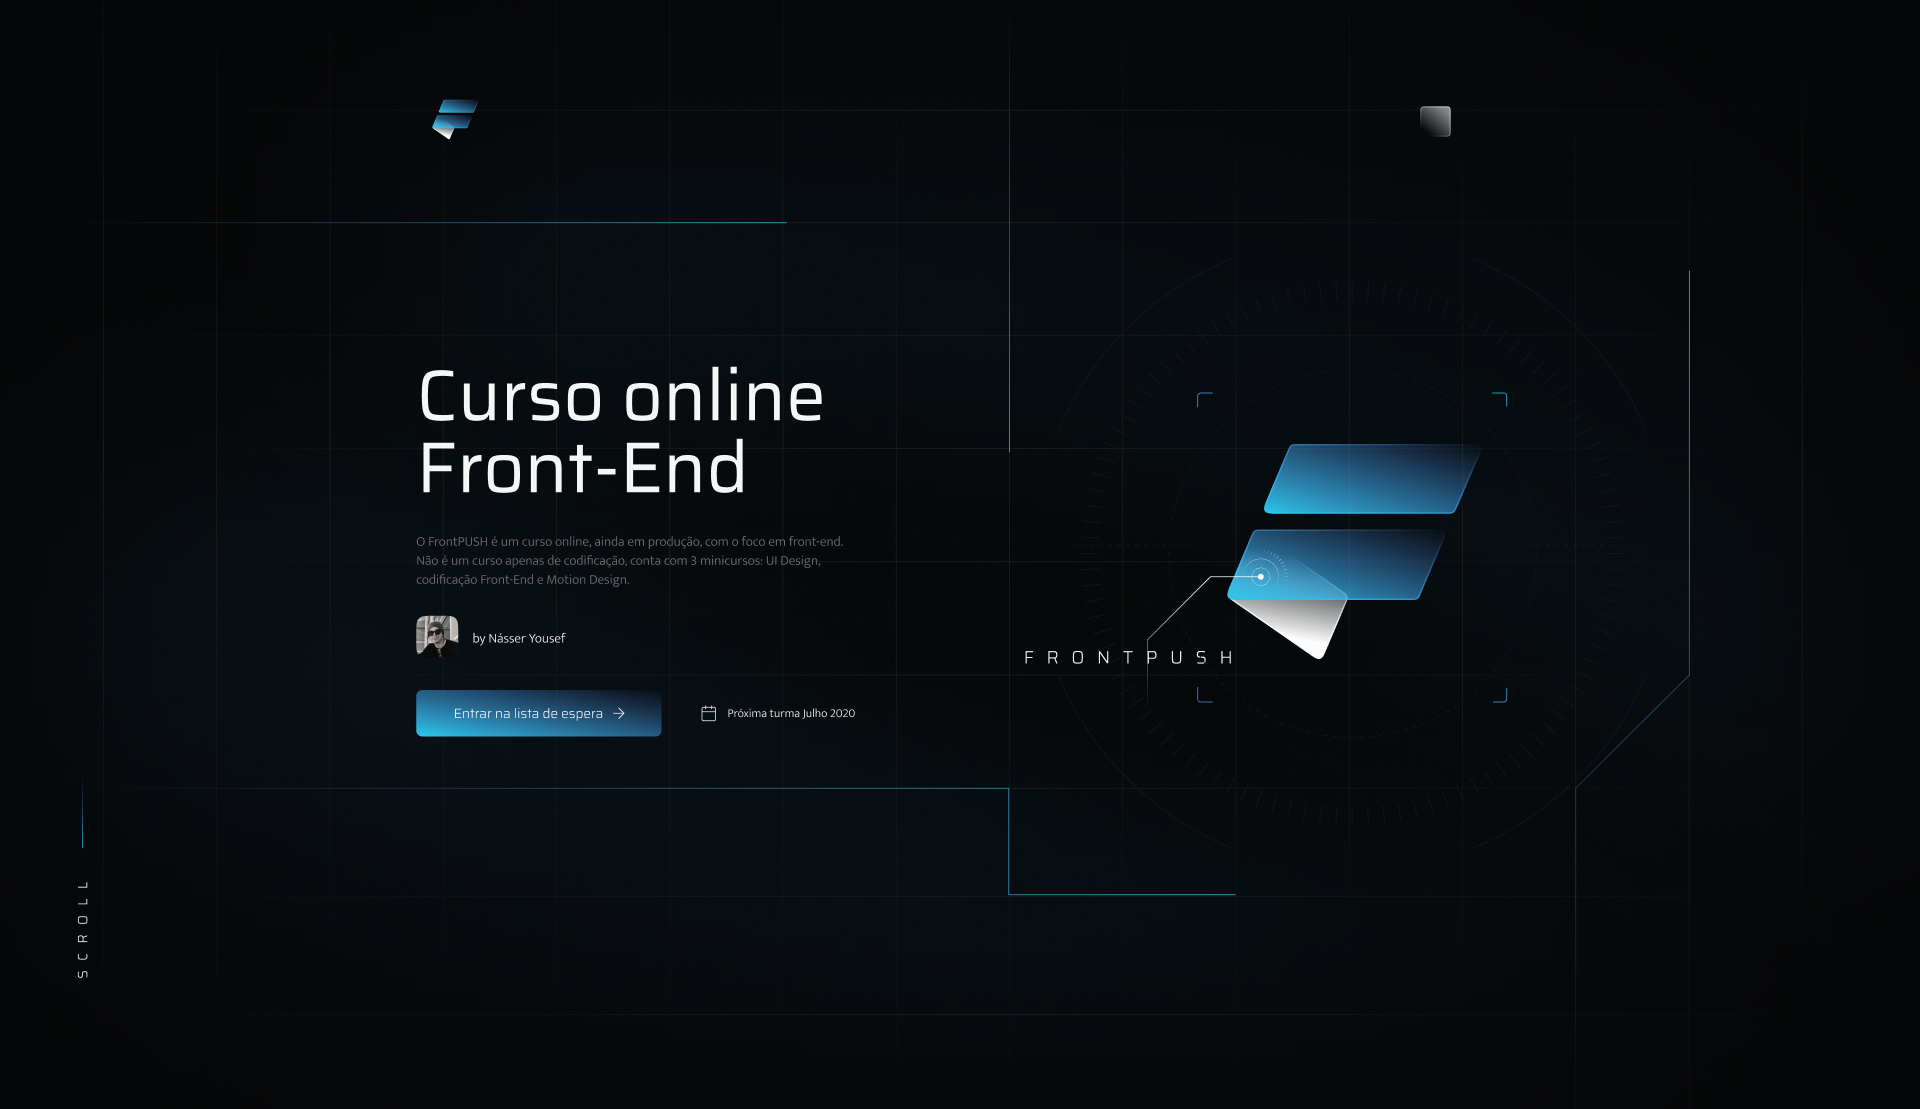 Curso online
Front-End
O FrontPUSH é um curso online, ainda em produção, com o foco em front-end.
Não é um curso apenas de codificação, conta com 3 minicursos: UI Design,
codificação Front-End e Motion Design.
by Násser Yousef
Entrar na lista de espera
Próxima turma Julho 2020
FRONTPUSH
SCROLL